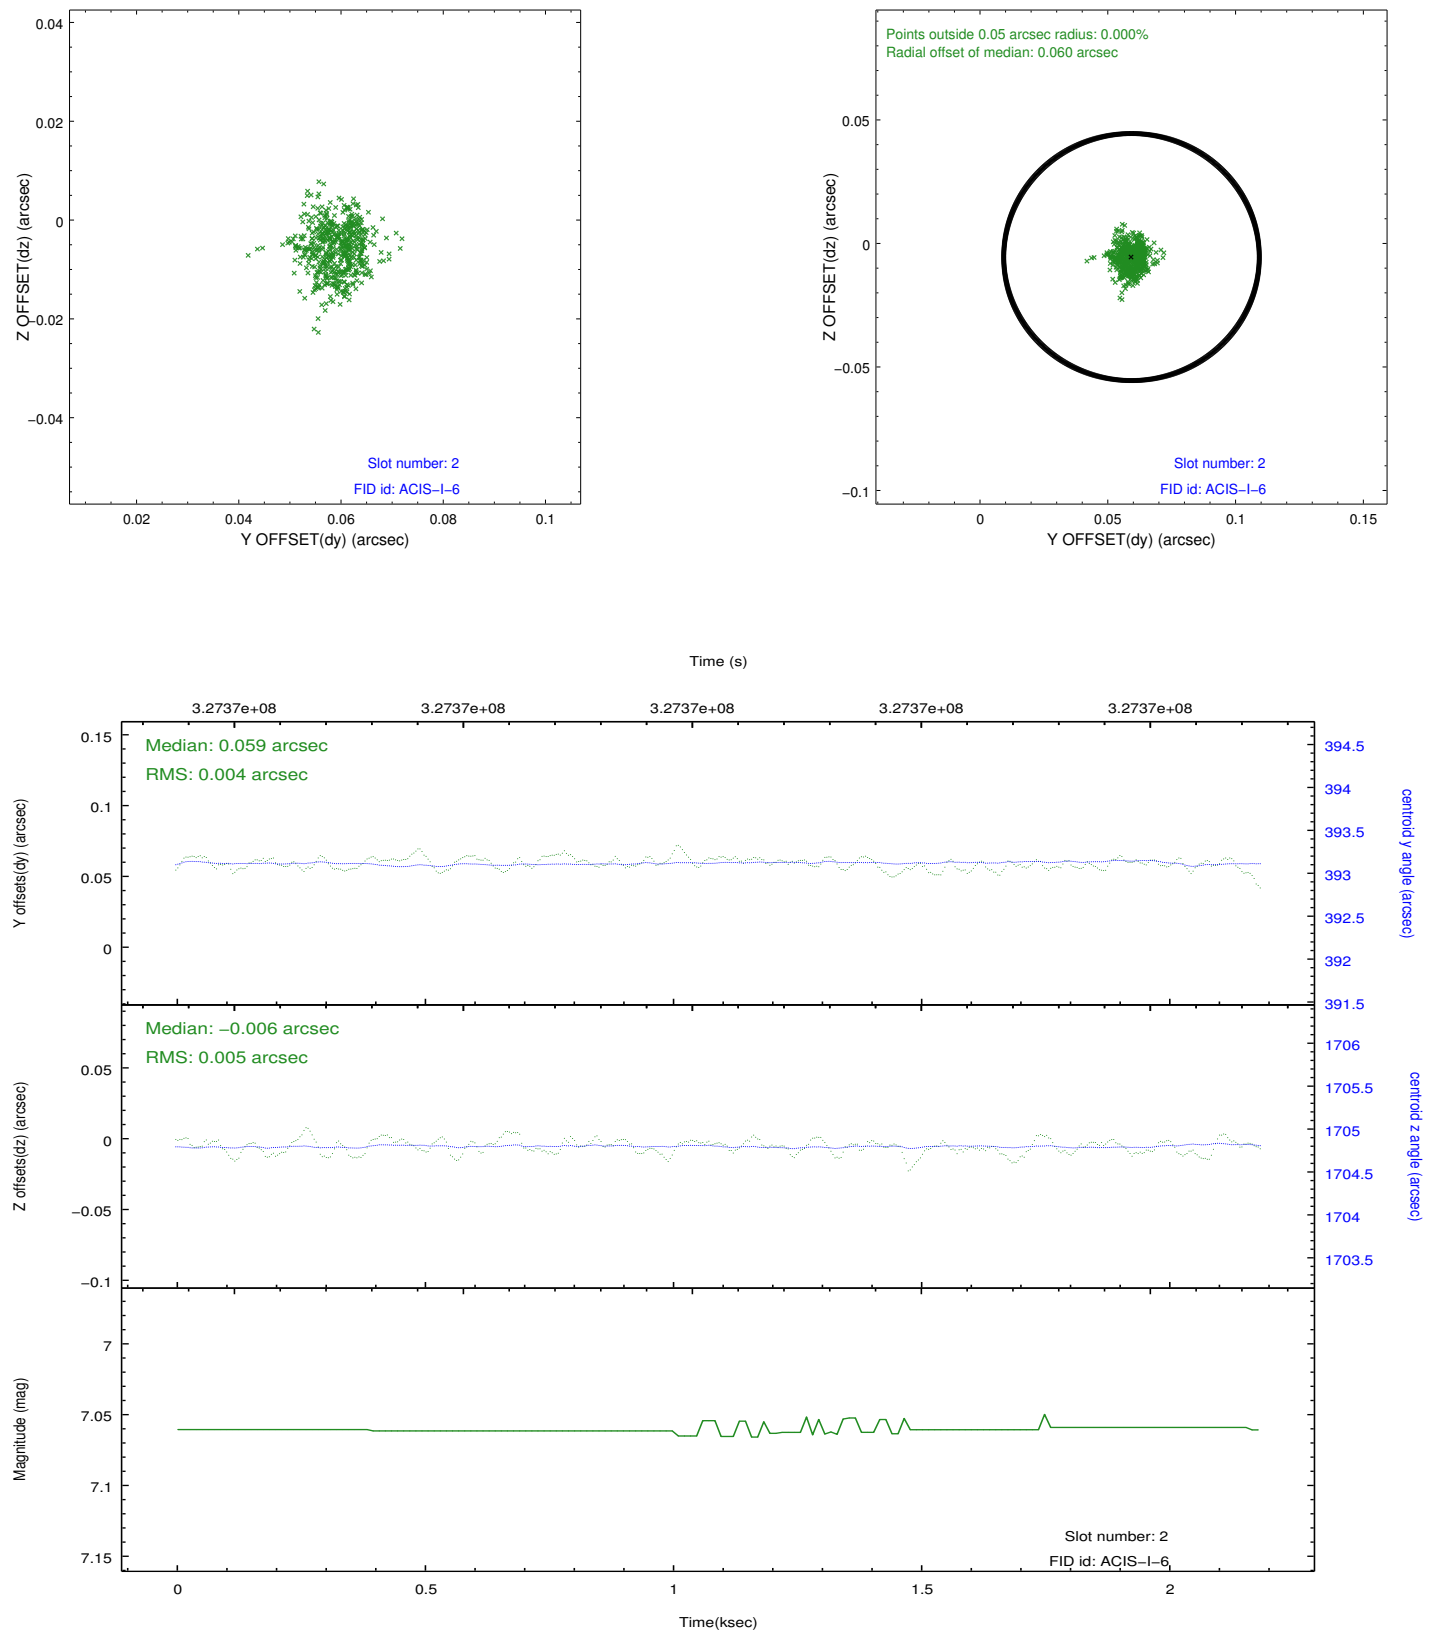 0.04
0.02
0
−0.02
−0.04
Z OFFSET(dz) (arcsec)
Slot number: 2
FID id: ACIS−I−6
0.02 0.04 0.06 0.08 0.1
Y OFFSET(dy) (arcsec)
Points outside 0.05 arcsec radius: 0.000%
Radial offset of median: 0.060 arcsec
0.05
0
−0.05
−0.1
Z OFFSET(dz) (arcsec)
Slot number: 2
FID id: ACIS−I−6
0 0.05 0.1 0.15
Y OFFSET(dy) (arcsec)
Time (s)
3.2737e+08 3.2737e+08 3.2737e+08 3.2737e+08 3.2737e+08
Median: 0.059 arcsec
RMS: 0.004 arcsec
0.15
0.1
0.05
0
Y offsets(dy) (arcsec)
394.5
394
393.5
393
392.5
392
391.5
centroid y angle (arcsec)
Median: −0.006 arcsec
RMS: 0.005 arcsec
0.05
0
−0.05
−0.1
Z offsets(dz) (arcsec)
1706
1705.5
1705
1704.5
1704
1703.5
centroid z angle (arcsec)
7
7.05
7.1
7.15
Magnitude (mag)
Slot number: 2
FID id: ACIS−I−6
0 0.5 1 1.5 2
Time(ksec)